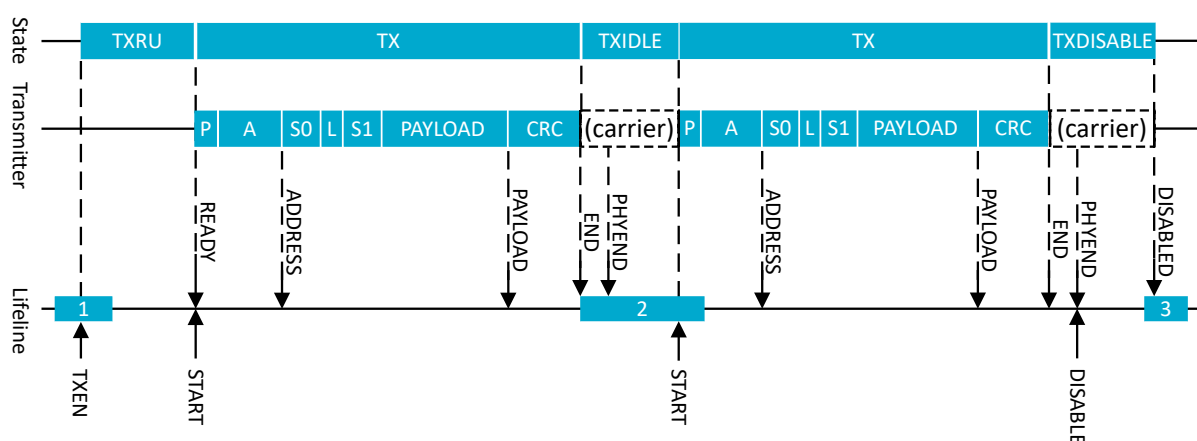 State
TXRU TX TXIDLE TX TXDISABLE
Transmitter
P A S0 L S1 PAYLOAD CRC (carrier) P A S0 L S1 PAYLOAD CRC (carrier)
READY
ADDRESS
PAYLOAD
END
PHYEND
ADDRESS
PAYLOAD
END
PHYEND
DISABLED
Lifeline
1 2 3
TXEN
START
START
DISABLE